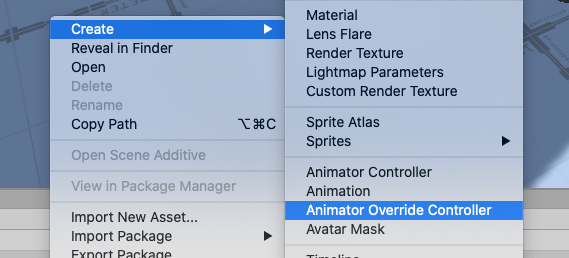 Create
Reveal in Finder
Open
Delete
Rename
Copy Path ⌥⌘C
Open Scene Additive
View in Package Manager
Import New Asset...
Import Package
Export Package
Material
Lens Flare
Render Texture
Lightmap Parameters
Custom Render Texture
Sprite Atlas
Sprites
Animator Controller
Animation
Animator Override Controller
Avatar Mask
Timeline